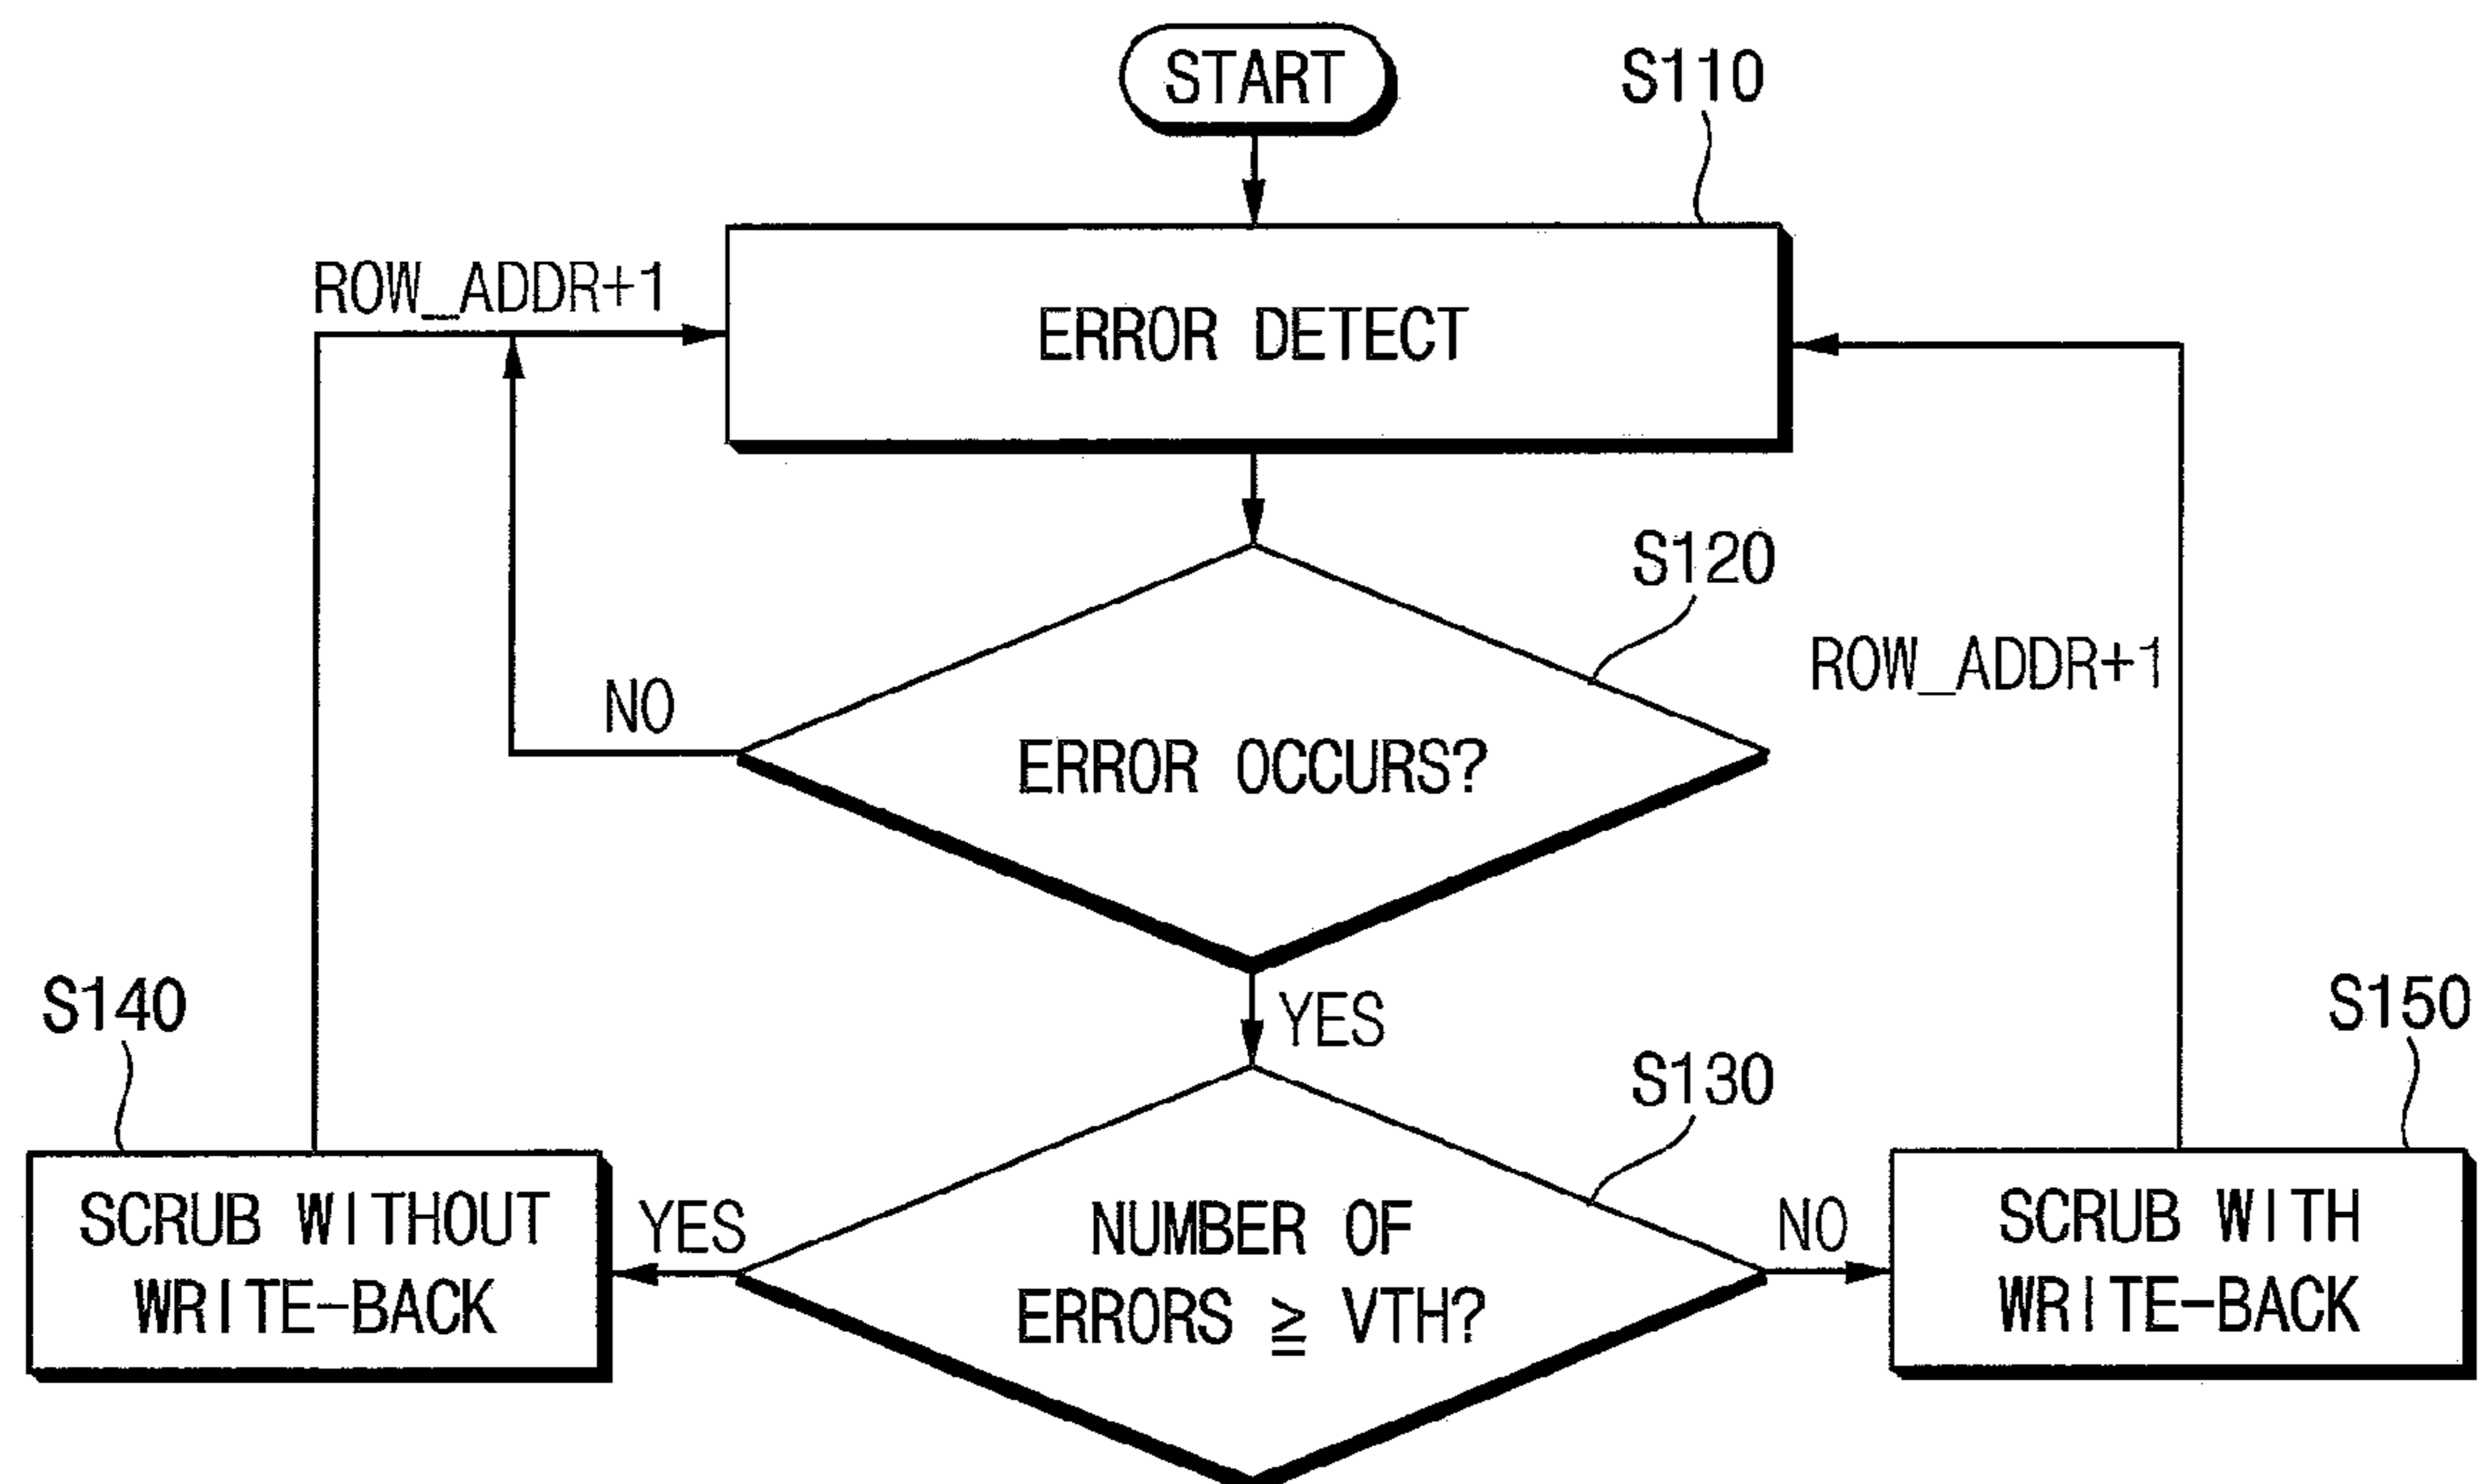 START
S110
ROW_ADDR+1
ERROR DETECT
S120
ROW_ADDR+1
NO
ERROR OCCURS?
S140
YES
S150
S130
SCRUB WITHOUT
WRITE-BACK
YES
NUMBER OF
ERRORS ≧ VTH?
NO
SCRUB WITH
WRITE-BACK